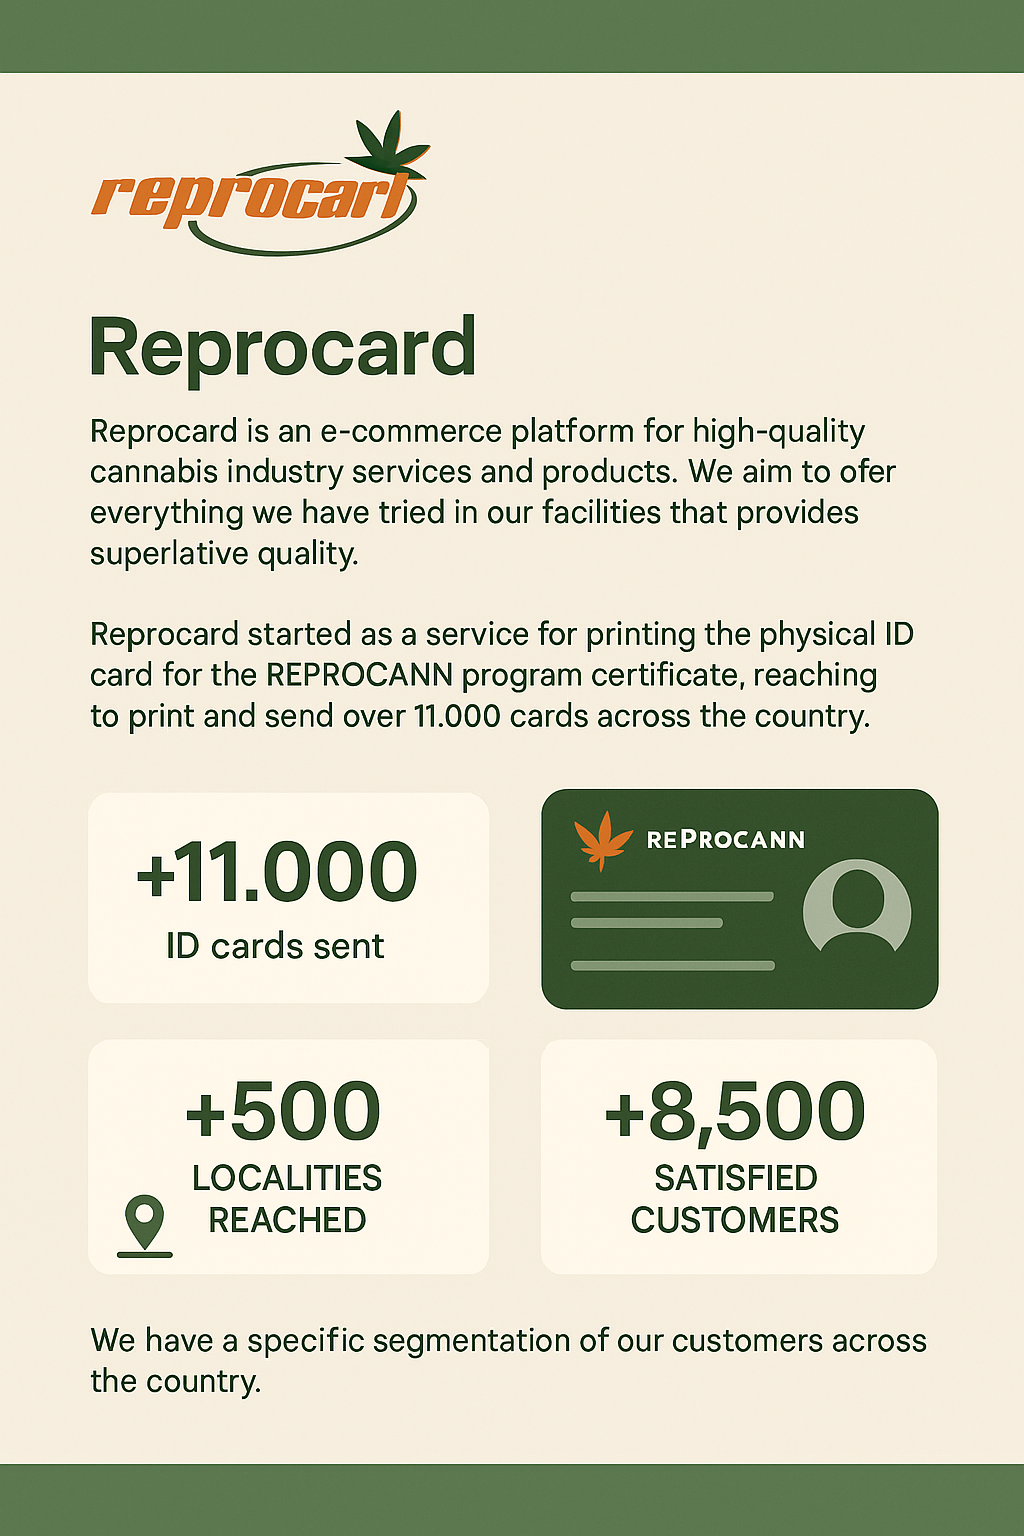 reprocarl
Reprocard
Reprocard is an e-commerce platform for high-quality
cannabis industry services and products. We aim to ofer
everything we have tried in our facilities that provides
superlative quality.
Reprocard started as a service for printing the physical ID
card for the REPROCANN program certificate, reaching
to print and send over 11.000 cards across the country.
+11.000
ID cards sent
REPROCANN
+500
LOCALITIES
REACHED
+8,500
SATISFIED
CUSTOMERS
We have a specific segmentation of our customers across
the country.